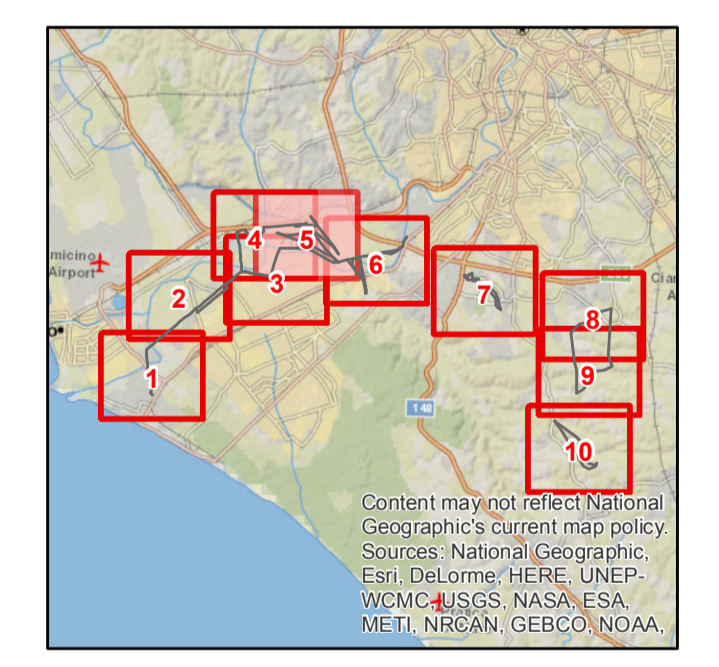 micino
Airport
4
5
6
3
2
7
8
Cia
A
o•
1
9
148
10
Content may not reflect National
Geographic's current map policy.
Sources: National Geographic,
Esri, DeLorme, HERE, UNEP-
WCMC, USGS, NASA, ESA,
METI, NRCAN, GEBCO, NOAA,